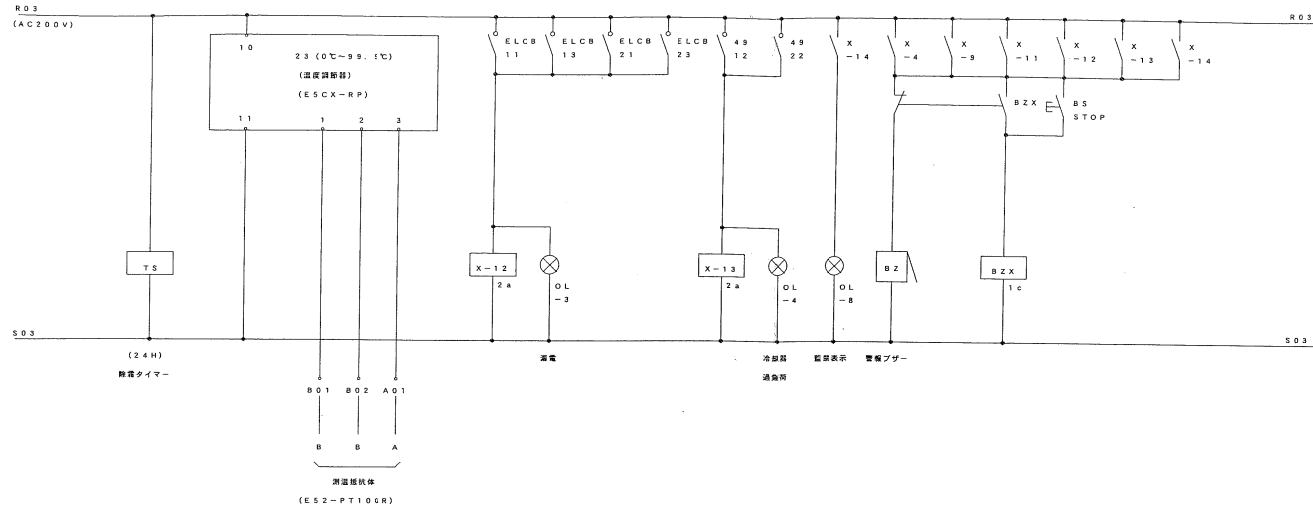 R03
R03
(AC200V)
10
23(0℃～99.9℃)
(温度調節器)
(E5CX-RP)
11
1
2
3
ELCB
11
ELCB
13
ELCB
21
ELCB
23
49
12
49
22
X
-14
X
-4
X
-9
X
-11
X
-12
X
-13
X
-14
BZX
BS
STOP
TS
X-12
2a
OL
-3
X-13
2a
OL
-4
OL
-8
BZ
BZX
1c
S03
S03
(24H)
除霜タイマー
漏電
冷却器
過負荷
監禁表示
警報ブザー
B01
B02
A01
B
B
A
測温抵抗体
(E52-PT100R)